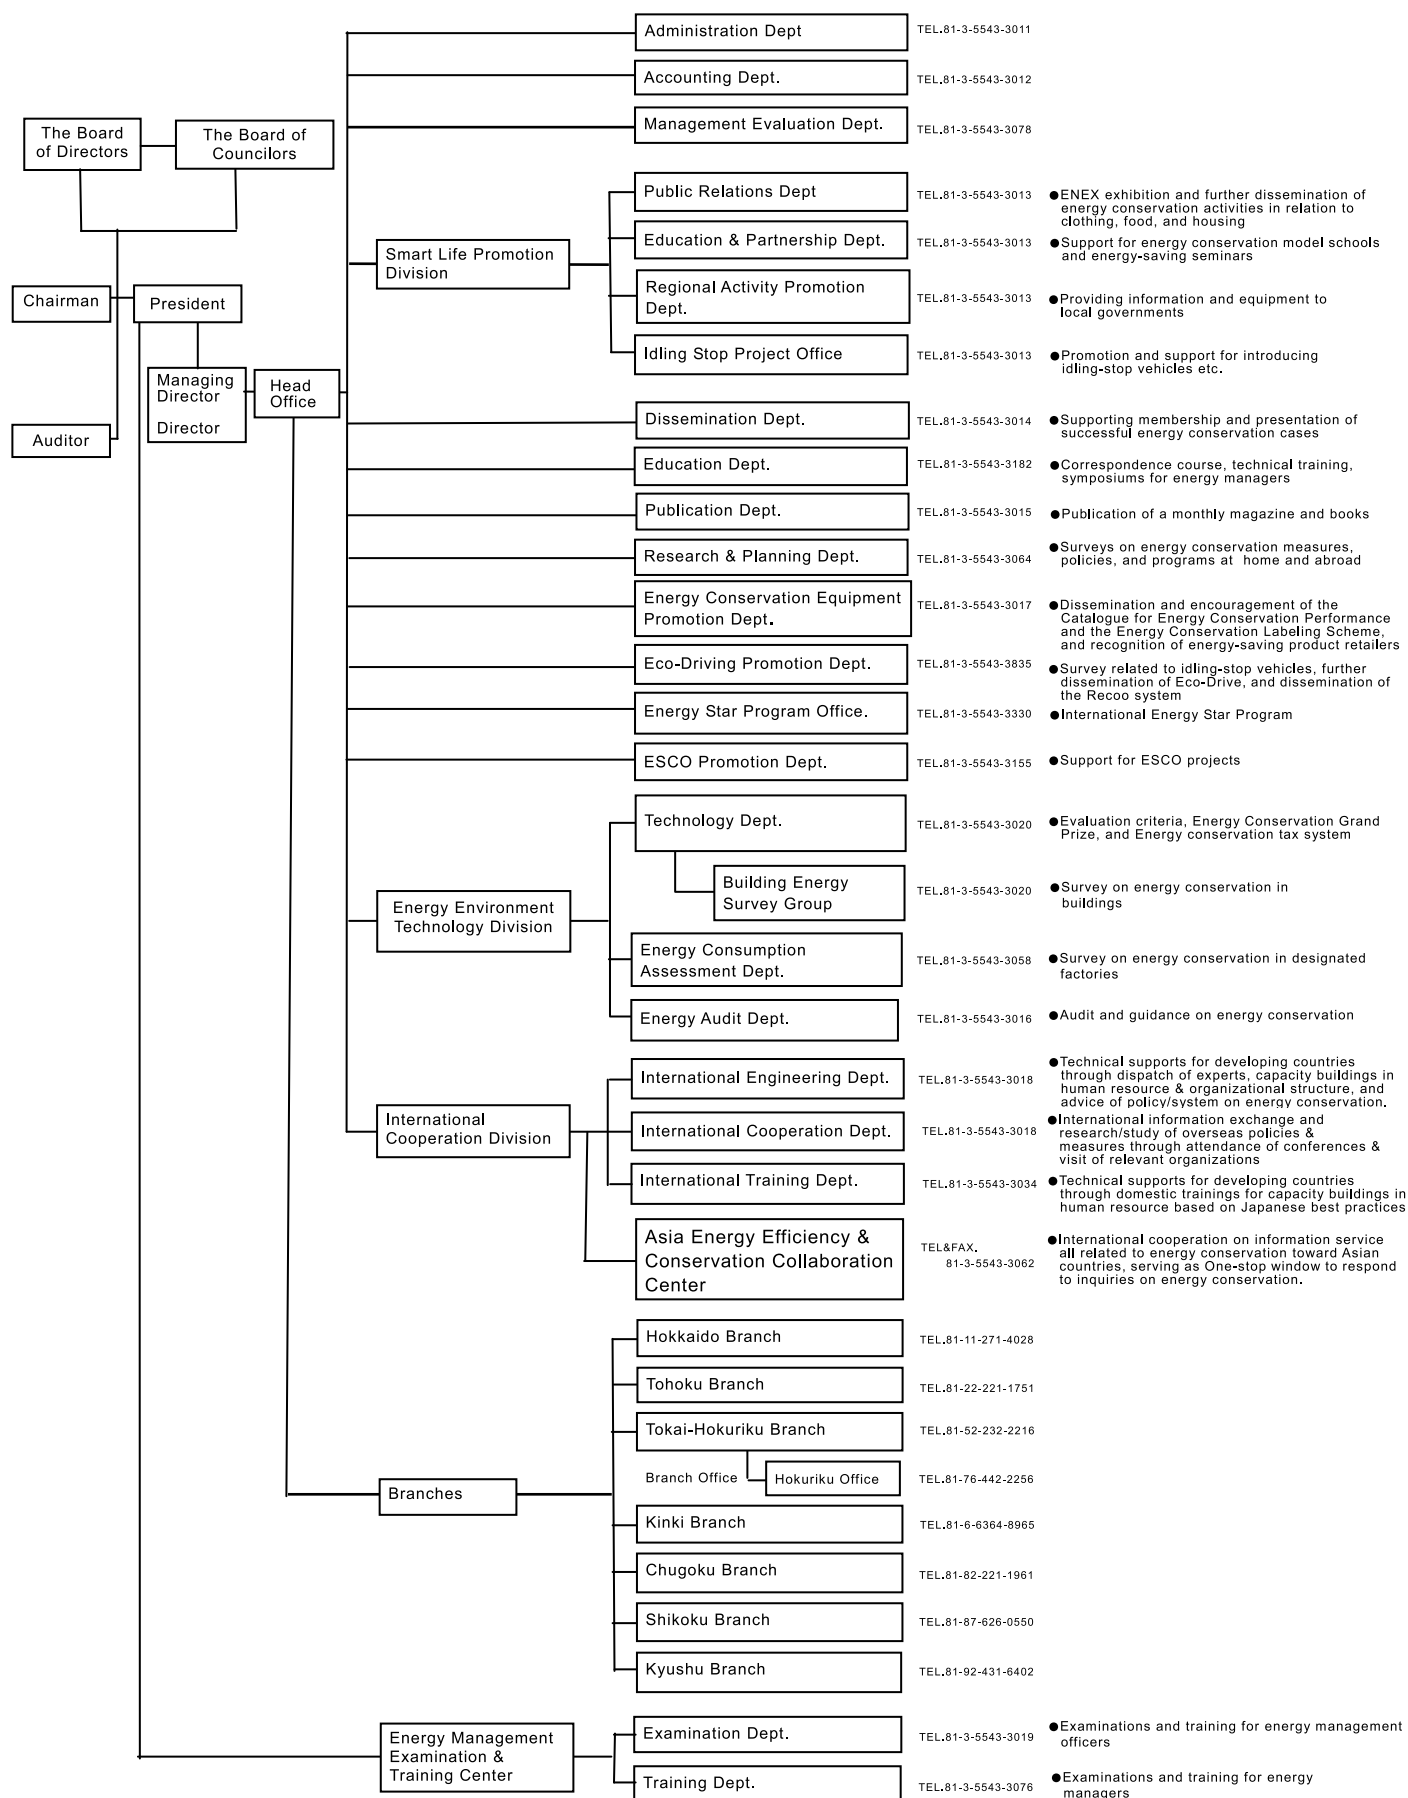 Administration Dept
TEL.81-3-5543-3011
Accounting Dept.
TEL.81-3-5543-3012
Management Evaluation Dept.
TEL.81-3-5543-3078
The Board
of Directors
The Board of
Councilors
Chairman
President
Managing
Director
Director
Auditor
Head
Office
Smart Life Promotion
Division
Public Relations Dept
TEL.81-3-5543-3013
●ENEX exhibition and further dissemination of
energy conservation activities in relation to
clothing, food, and housing
Education & Partnership Dept.
TEL.81-3-5543-3013
●Support for energy conservation model schools
and energy-saving seminars
Regional Activity Promotion
Dept.
TEL.81-3-5543-3013
●Providing information and equipment to
local governments
Idling Stop Project Office
TEL.81-3-5543-3013
●Promotion and support for introducing
idling-stop vehicles etc.
Dissemination Dept.
TEL.81-3-5543-3014
●Supporting membership and presentation of
successful energy conservation cases
Education Dept.
TEL.81-3-5543-3182
●Correspondence course, technical training,
symposiums for energy managers
Publication Dept.
TEL.81-3-5543-3015
●Publication of a monthly magazine and books
Research & Planning Dept.
TEL.81-3-5543-3064
●Surveys on energy conservation measures,
policies, and programs at home and abroad
Energy Conservation Equipment
Promotion Dept.
TEL.81-3-5543-3017
●Dissemination and encouragement of the
Catalogue for Energy Conservation Performance
and the Energy Conservation Labeling Scheme,
and recognition of energy-saving product retailers
Eco-Driving Promotion Dept.
TEL.81-3-5543-3835
●Survey related to idling-stop vehicles, further
dissemination of Eco-Drive, and dissemination of
the Recoo system
Energy Star Program Office.
TEL.81-3-5543-3330
●International Energy Star Program
ESCO Promotion Dept.
TEL.81-3-5543-3155
●Support for ESCO projects
Energy Environment
Technology Division
Technology Dept.
TEL.81-3-5543-3020
●Evaluation criteria, Energy Conservation Grand
Prize, and Energy conservation tax system
Building Energy
Survey Group
TEL.81-3-5543-3020
●Survey on energy conservation in
buildings
Energy Consumption
Assessment Dept.
TEL.81-3-5543-3058
●Survey on energy conservation in designated
factories
Energy Audit Dept.
TEL.81-3-5543-3016
●Audit and guidance on energy conservation
International
Cooperation Division
International Engineering Dept.
TEL.81-3-5543-3018
●Technical supports for developing countries
through dispatch of experts, capacity buildings in
human resource & organizational structure, and
advice of policy/system on energy conservation.
International Cooperation Dept.
TEL.81-3-5543-3018
●International information exchange and
research/study of overseas policies &
measures through attendance of conferences &
visit of relevant organizations
International Training Dept.
TEL.81-3-5543-3034
●Technical supports for developing countries
through domestic trainings for capacity buildings in
human resource based on Japanese best practices
Asia Energy Efficiency &
Conservation Collaboration
Center
TEL&FAX.
81-3-5543-3062
●International cooperation on information service
all related to energy conservation toward Asian
countries, serving as One-stop window to respond
to inquiries on energy conservation.
Branches
Hokkaido Branch
TEL.81-11-271-4028
Tohoku Branch
TEL.81-22-221-1751
Tokai-Hokuriku Branch
TEL.81-52-232-2216
Branch Office
Hokuriku Office
TEL.81-76-442-2256
Kinki Branch
TEL.81-6-6364-8965
Chugoku Branch
TEL.81-82-221-1961
Shikoku Branch
TEL.81-87-626-0550
Kyushu Branch
TEL.81-92-431-6402
Energy Management
Examination &
Training Center
Examination Dept.
TEL.81-3-5543-3019
●Examinations and training for energy management
officers
Training Dept.
TEL.81-3-5543-3076
●Examinations and training for energy
managers